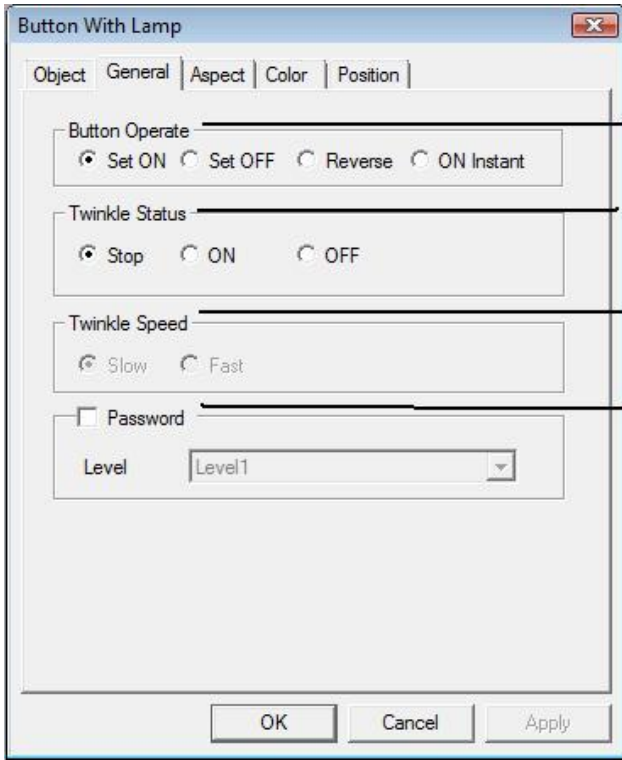 Button With Lamp
Object General Aspect Color Position
Button Operate
Set ON Set OFF Reverse ON Instant
Twinkle Status
Stop ON OFF
Twinkle Speed
Slow Fast
Password
Level Level1
OK Cancel Apply